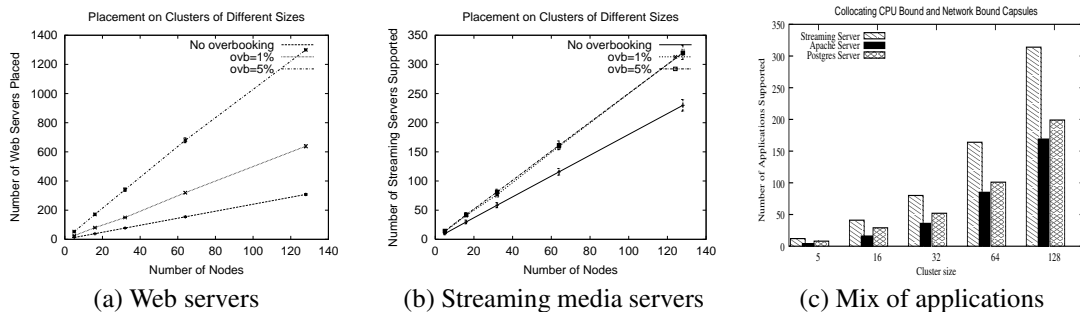 Placement on Clusters of Different Sizes
Number of Web Servers Placed
1400
1200
1000
800
600
400
200
0
No overbooking
ovb=1%
ovb=5%
0 20 40 60 80 100 120 140
Number of Nodes
(a) Web servers
Placement on Clusters of Different Sizes
Number of Streaming Servers Supported
350
300
250
200
150
100
50
0
No overbooking
ovb=1%
ovb=5%
0 20 40 60 80 100 120 140
Number of Nodes
(b) Streaming media servers
Collocating CPU Bound and Network Bound Capsules
Number of Applications Supported
350
300
250
200
150
100
50
0
Streaming Server
Apache Server
Postgres Server
5 16 32 64 128
Cluster size
(c) Mix of applications